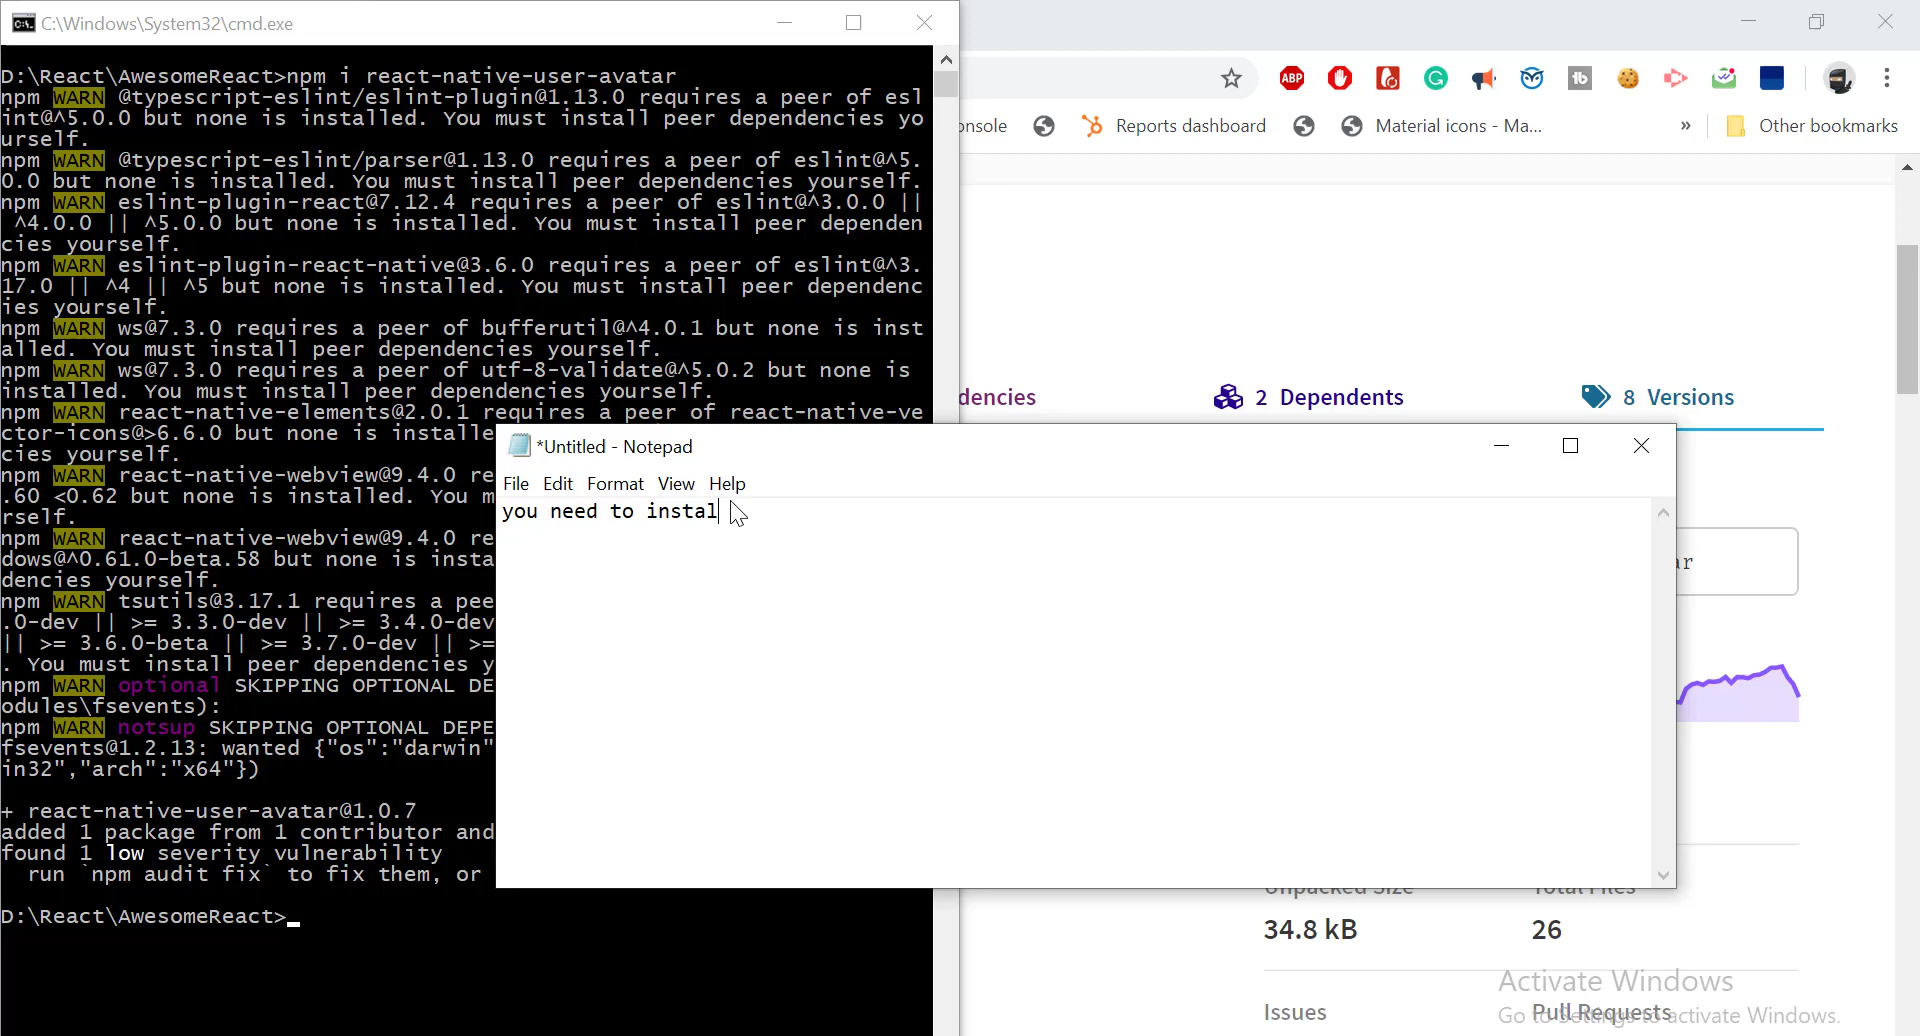 C:\Windows\System32\cmd.exe
D:\React\AwesomeReact>npm i react-native-user-avatar
npm WARN @typescript-eslint/eslint-plugin@1.13.0 requires a peer of esl
int@^5.0.0 but none is installed. You must install peer dependencies yo
urself.
npm WARN @typescript-eslint/parser@1.13.0 requires a peer of eslint@^5.
0.0 but none is installed. You must install peer dependencies yourself.
npm WARN eslint-plugin-react@7.12.4 requires a peer of eslint@^3.0.0 ||
^4.0.0 || ^5.0.0 but none is installed. You must install peer dependen
cies yourself.
npm WARN eslint-plugin-react-native@3.6.0 requires a peer of eslint@^3.
17.0 || ^4 || ^5 but none is installed. You must install peer dependenc
ies yourself.
npm WARN ws@7.3.0 requires a peer of bufferutil@^4.0.1 but none is inst
alled. You must install peer dependencies yourself.
npm WARN ws@7.3.0 requires a peer of utf-8-validate@^5.0.2 but none is
installed. You must install peer dependencies yourself.
npm WARN react-native-elements@2.0.1 requires a peer of react-native-ve
ctor-icons@>6.6.0 but none is installe
cies yourself.
npm WARN react-native-webview@9.4.0 re
.60 <0.62 but none is installed. You m
rself.
npm WARN react-native-webview@9.4.0 re
dows@^0.61.0-beta.58 but none is insta
dencies yourself.
npm WARN tsutils@3.17.1 requires a pee
.0-dev || >= 3.3.0-dev || >= 3.4.0-dev
|| >= 3.6.0-beta || >= 3.7.0-dev || >=
. You must install peer dependencies y
npm WARN optional SKIPPING OPTIONAL DE
odules\fsevents):
npm WARN notsup SKIPPING OPTIONAL DEPE
fsevents@1.2.13: wanted {"os":"darwin"
in32","arch":"x64"})
+ react-native-user-avatar@1.0.7
added 1 package from 1 contributor and
found 1 low severity vulnerability
run `npm audit fix` to fix them, or
D:\React\AwesomeReact>
ABP
onsole
Reports dashboard
Material icons - Ma...
»
Other bookmarks
dencies
2 Dependents
8 Versions
*Untitled - Notepad
File Edit Format View Help
you need to instal
ar
Unpacked Size
Total Files
34.8 kB
26
Issues
Pull Requests
Activate Windows
Go to Settings to activate Windows.